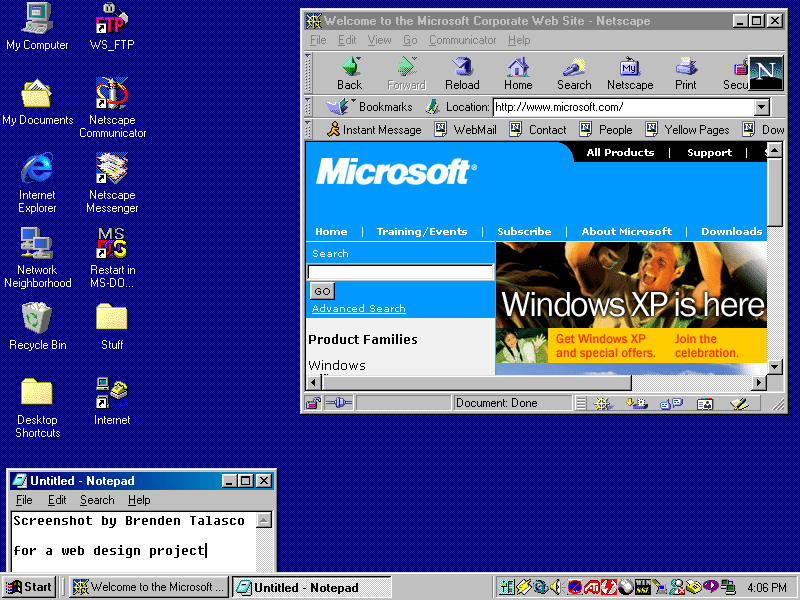 My Computer
WS_FTP
My Documents
Netscape
Communicator
Internet
Explorer
Netscape
Messenger
Network
Neighborhood
MS
Restart in
MS-DO...
Recycle Bin
Stuff
Desktop
Shortcuts
Internet
Welcome to the Microsoft Corporate Web Site - Netscape
File Edit View Go Communicator Help
Back Forward Reload Home Search Netscape Print Secu
My
N
Bookmarks Location: http://www.microsoft.com/
Instant Message WebMail Contact People Yellow Pages Dow
All Products | Support |
Microsoft®
Home | Training/Events | Subscribe | About Microsoft | Downloads
Search
GO
Advanced Search
Product Families
Windows
Windows XP is here
Get Windows XP
and special offers.
Join the
celebration.
Document: Done
Untitled - Notepad
File Edit Search Help
Screenshot by Brenden Talasco
for a web design project
Start Welcome to the Microsoft ... Untitled - Notepad 4:06 PM